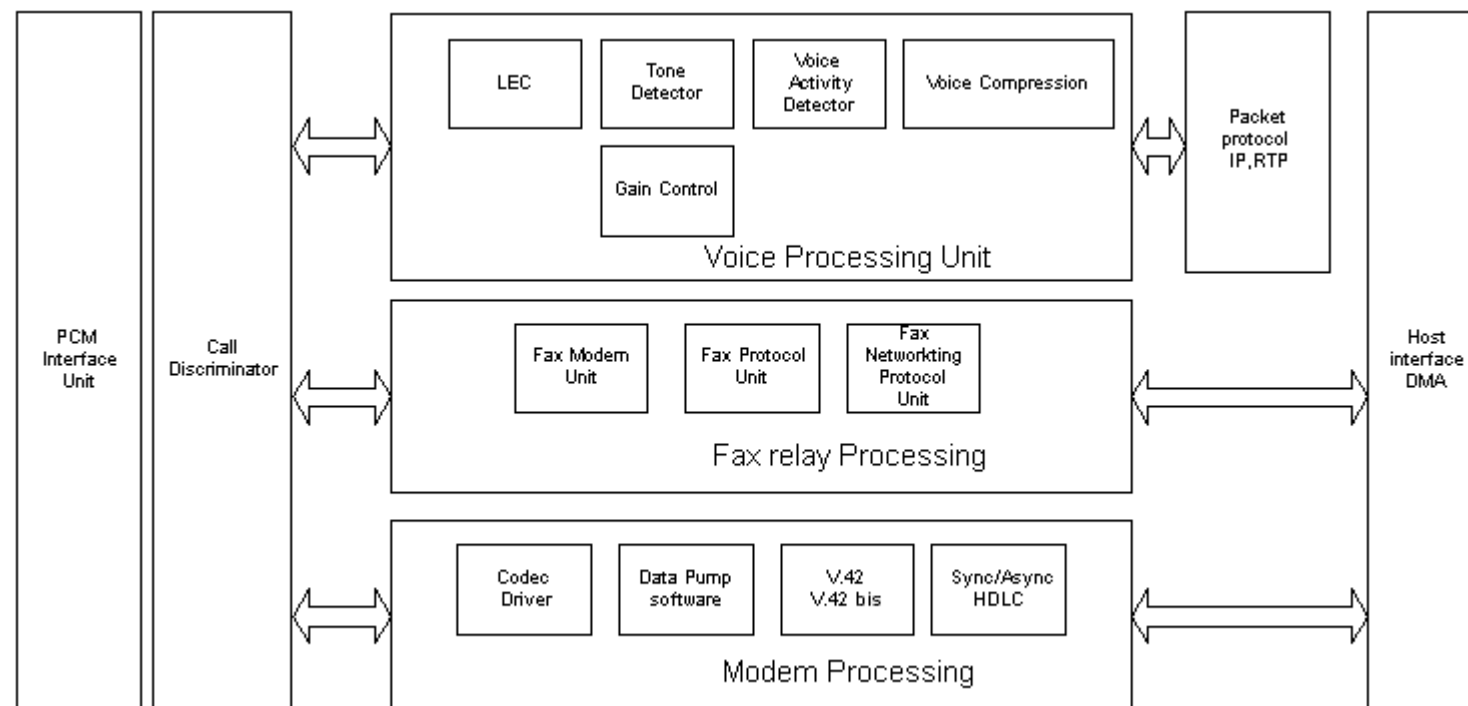 PCM
Interface
Unit
Call
Discriminator
LEC
Tone
Detector
Voice
Activity
Detector
Voice Compression
Gain Control
Voice Processing Unit
Packet
protocol
IP,RTP
Fax Modem
Unit
Fax Protocol
Unit
Fax
Networkting
Protocol
Unit
Fax relay Processing
Codec
Driver
Data Pump
software
V.42
V.42 bis
Sync/Async
HDLC
Modem Processing
Host
interface
DMA